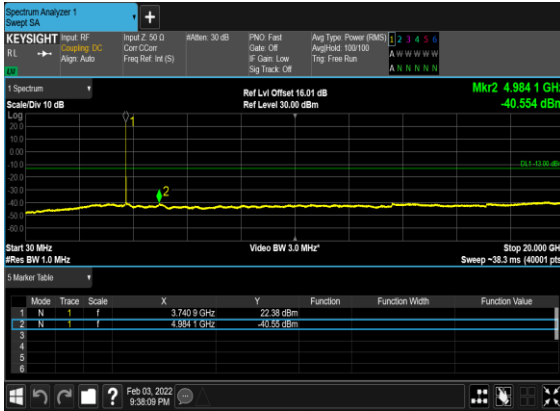 Spectrum Analyzer 1
Swept SA
+
KEYSIGHT Input: RF Input Z: 50 Ω #Atten: 30 dB PNO: Fast Avg Type: Power (RMS) 1 2 3 4 5 6
RL Coupling: DC Corr CCorr Gate: Off Avg|Hold: 100/100 A W W W W W
Align: Auto Freq Ref: Int (S) IF Gain: Low Trig: Free Run
Sig Track: Off A N N N N N
1 Spectrum Ref Lvl Offset 16.01 dB Mkr2 4.984 1 GHz
Scale/Div 10 dB Ref Level 30.00 dBm -40.554 dBm
Log
20.0
10.0
0.00
-10.0
DL1 -13.00 dBm
-20.0
-30.0
-40.0
-50.0
-60.0
1
2
Start 30 MHz Video BW 3.0 MHz* Stop 20.000 GH
#Res BW 1.0 MHz Sweep ~38.3 ms (40001 pts
5 Marker Table
Mode Trace Scale X Y Function Function Width Function Value
1 N 1 f 3.740 9 GHz 22.38 dBm
2 N 1 f 4.984 1 GHz -40.55 dBm
3
4
5
6
? Feb 03, 2022
9:38:09 PM